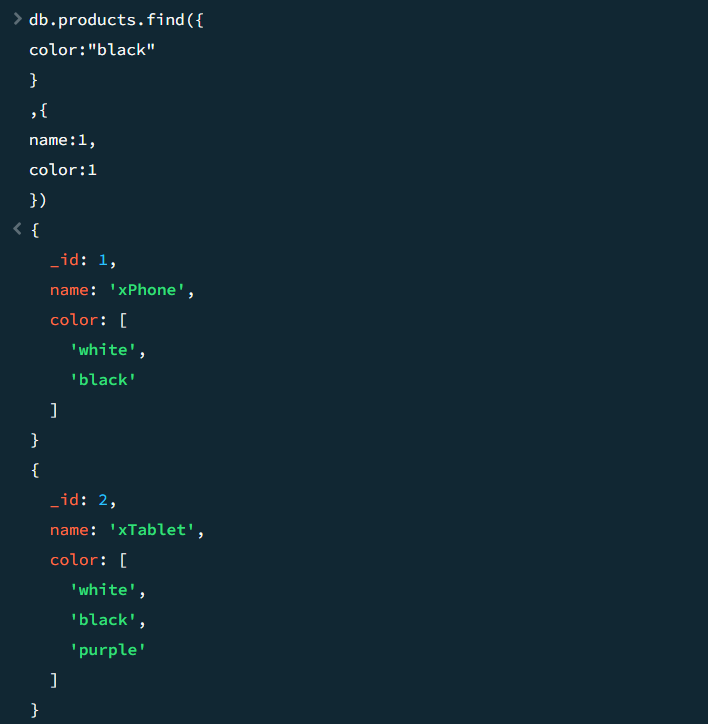 > db.products.find({
color:"black"
}
,{
name:1,
color:1
})
< {
_id: 1,
name: 'xPhone',
color: [
'white',
'black'
]
}
{
_id: 2,
name: 'xTablet',
color: [
'white',
'black',
'purple'
]
}